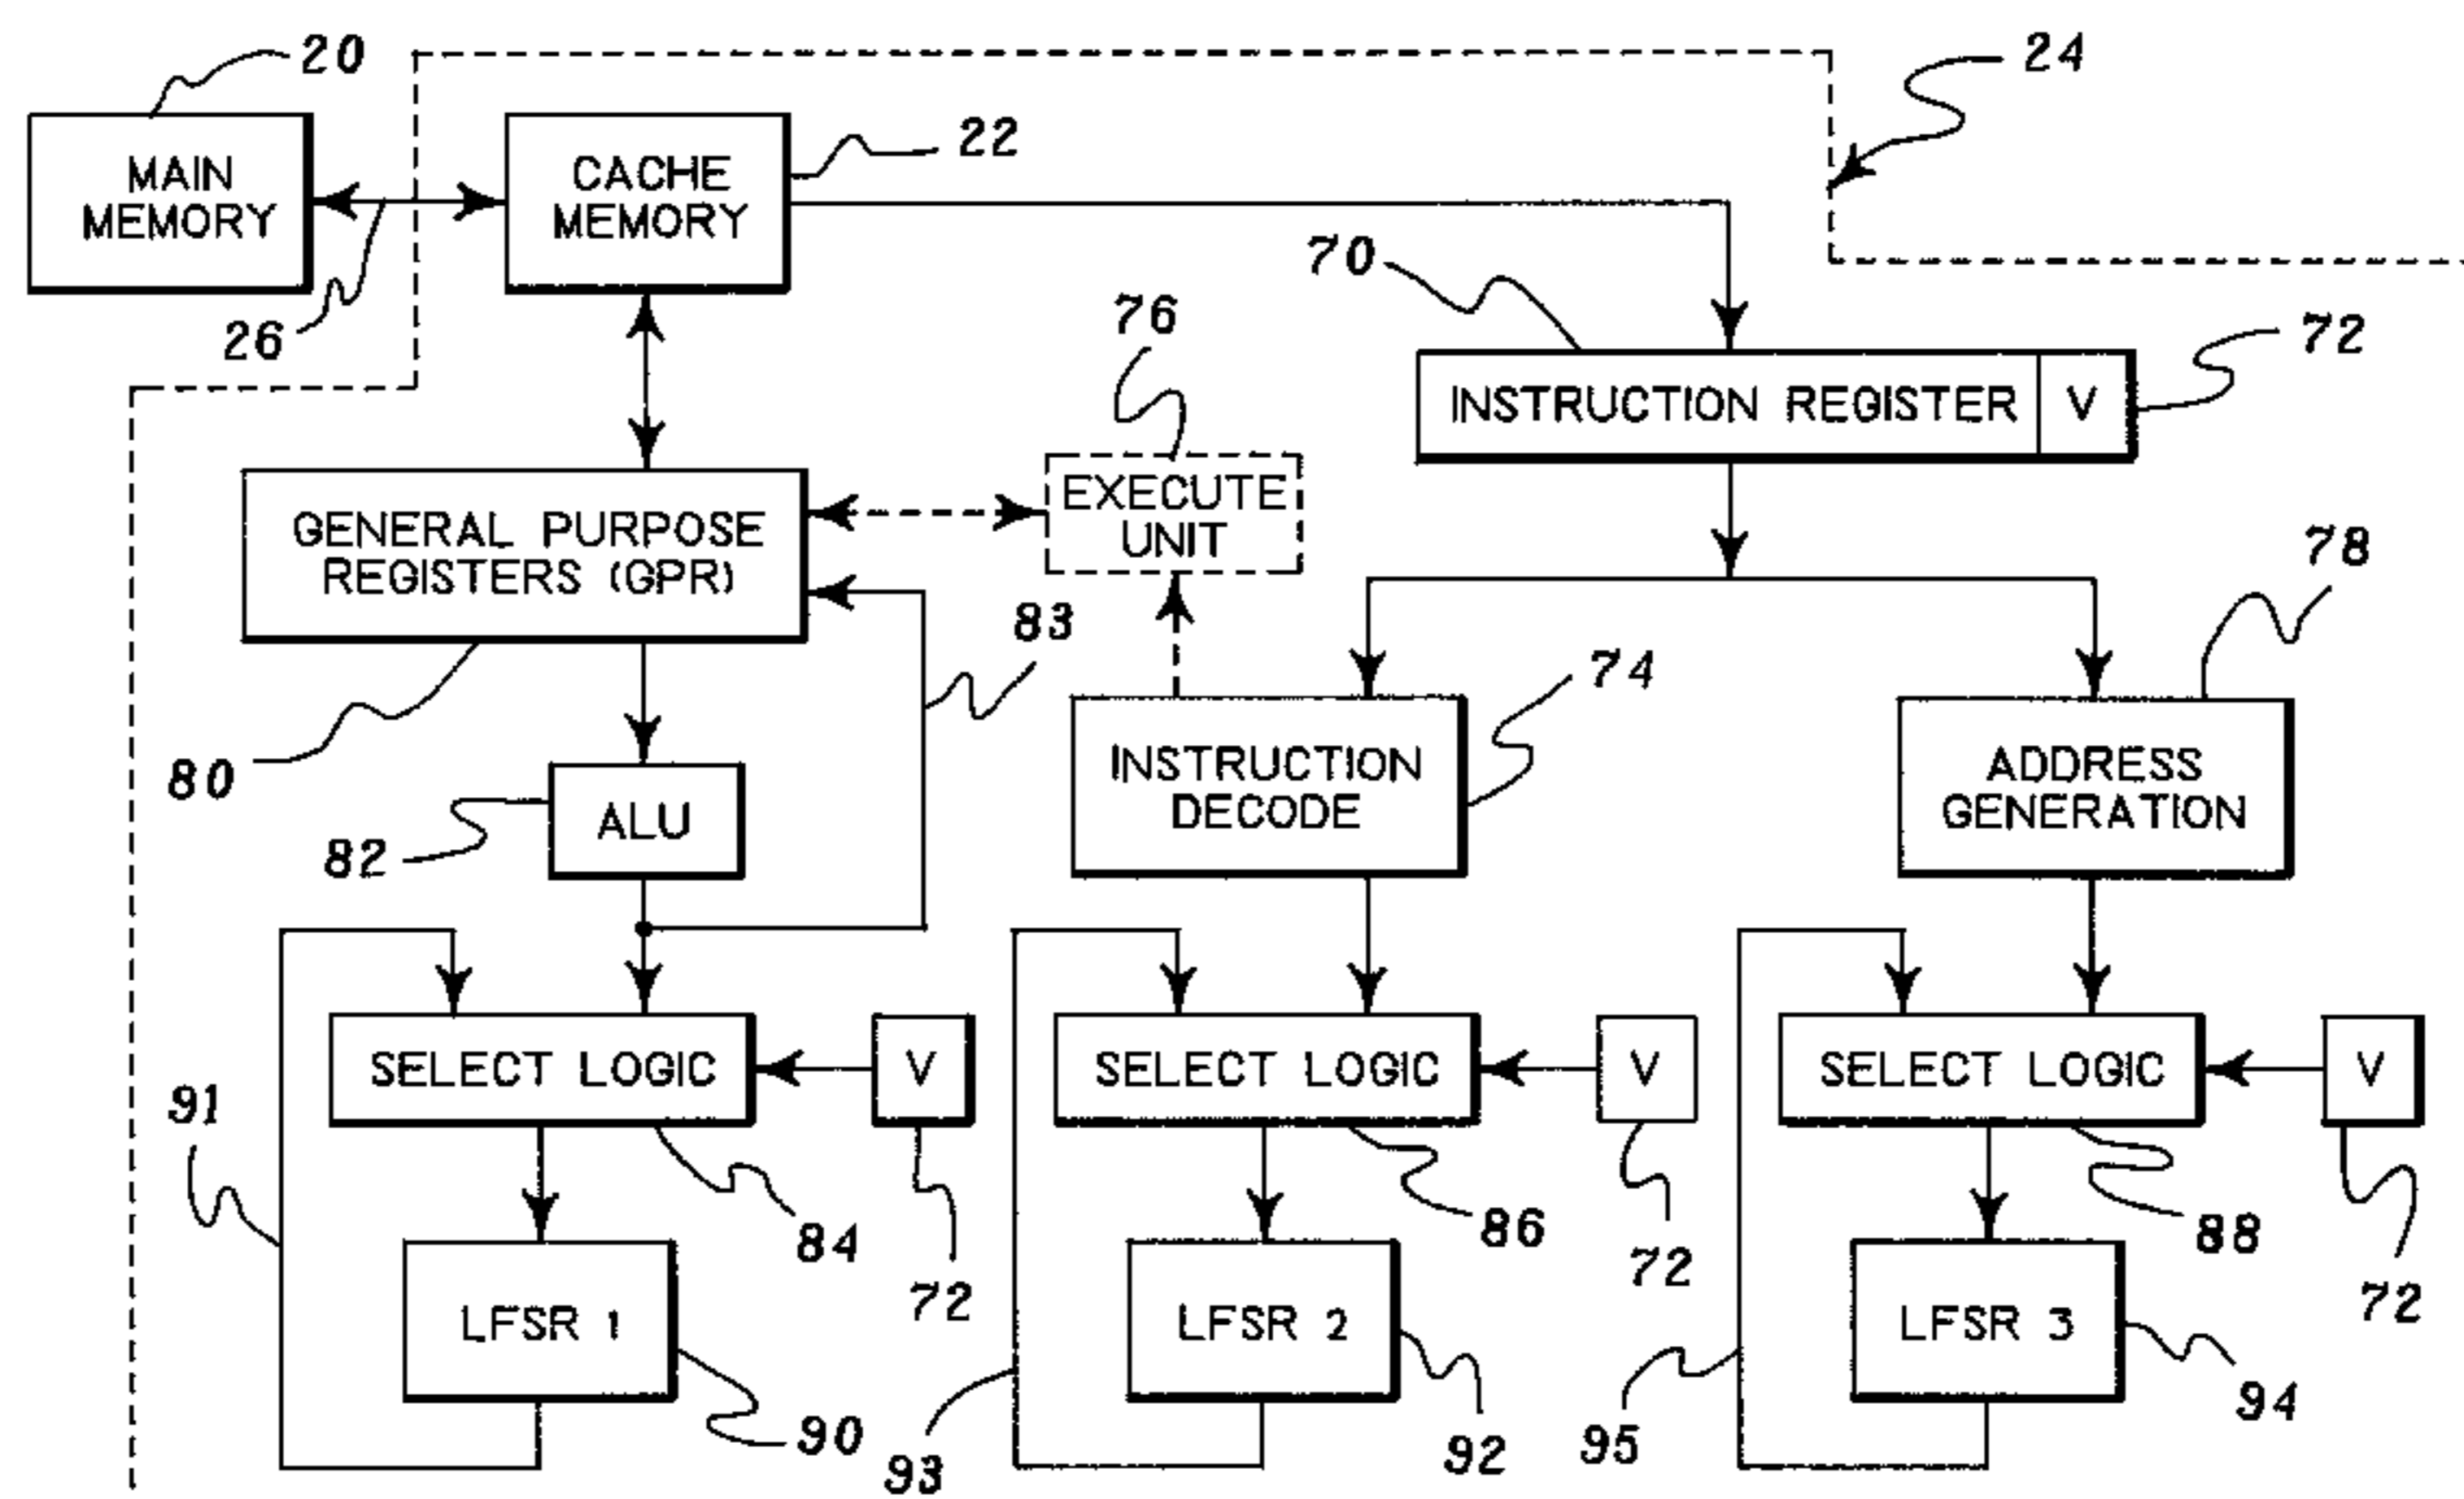 20
24
22
MAIN
MEMORY
CACHE
MEMORY
26
70
76
72
INSTRUCTION REGISTER
V
GENERAL PURPOSE
REGISTERS (GPR)
EXECUTE
UNIT
78
83
74
80
INSTRUCTION
DECODE
ADDRESS
GENERATION
82
ALU
91
SELECT LOGIC
V
SELECT LOGIC
V
SELECT LOGIC
V
84
72
86
72
88
72
LFSR 1
LFSR 2
LFSR 3
90
93
92
95
94